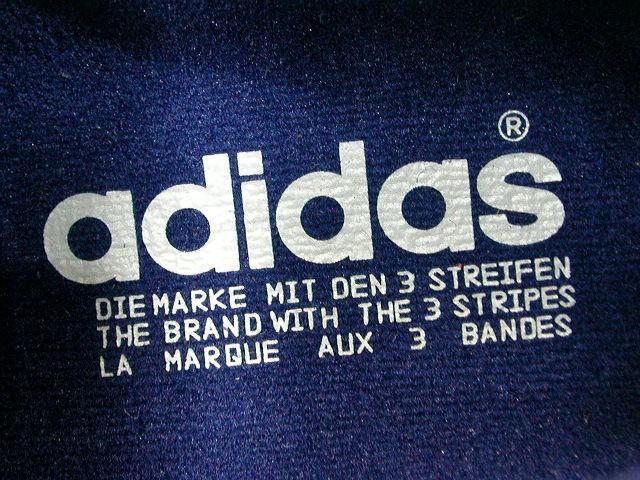 adidas®
DIE MARKE MIT DEN 3 STREIFEN
THE BRAND WITH THE 3 STRIPES
LA MARQUE AUX 3 BANDES